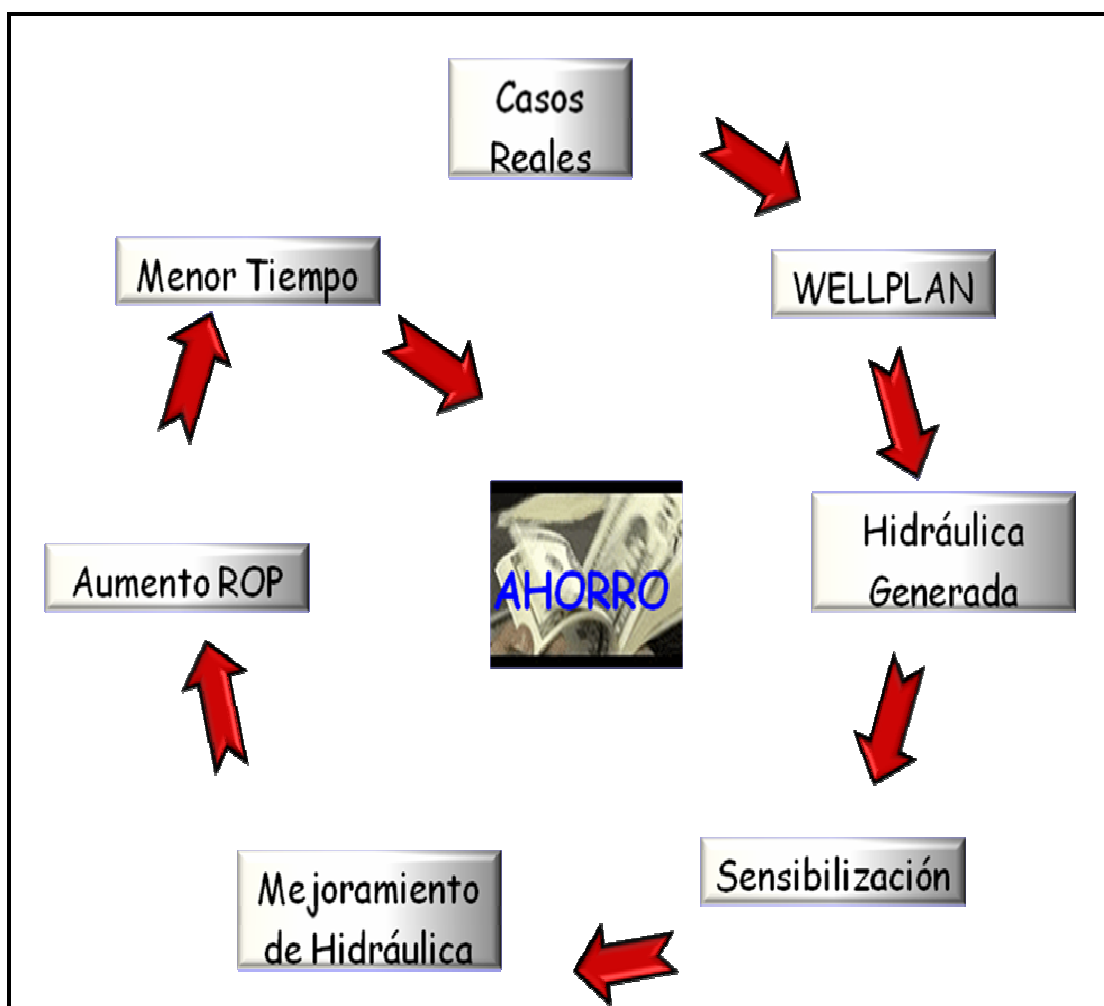 Casos
Reales
WELLPLAN
Hidráulica
Generada
Sensibilización
Mejoramiento
de Hidráulica
Aumento ROP
Menor Tiempo
AHORRO